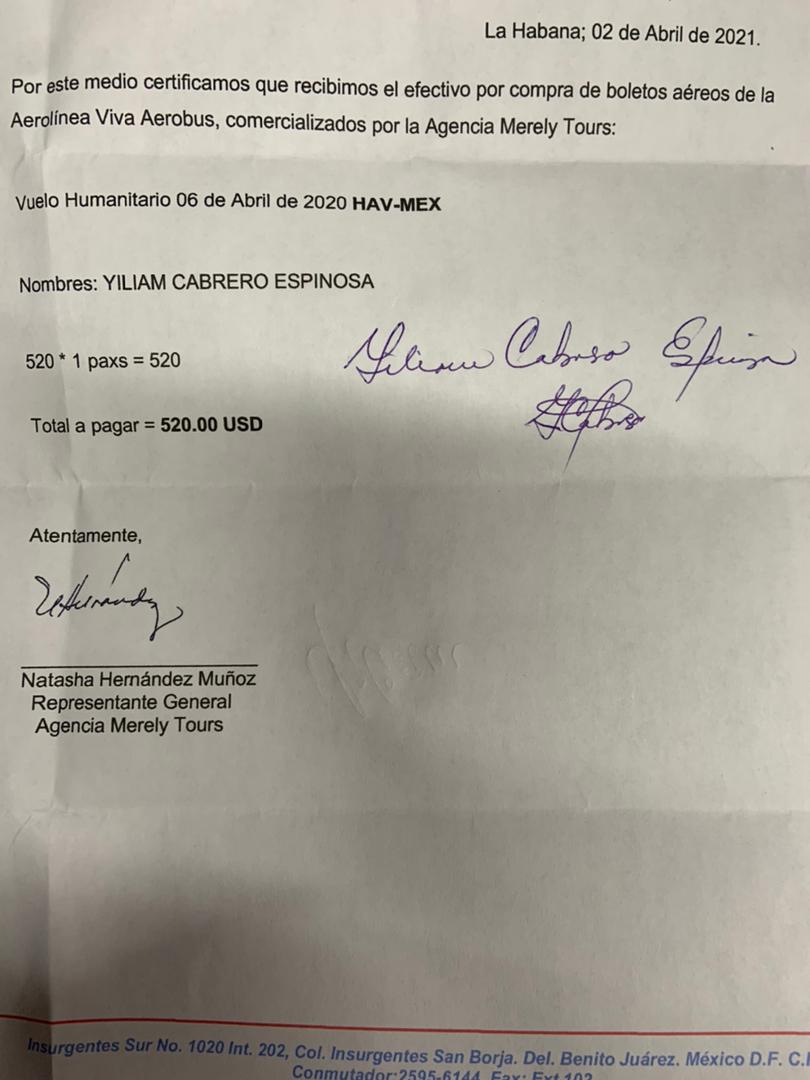 La Habana; 02 de Abril de 2021.
Por este medio certificamos que recibimos el efectivo por compra de boletos aéreos de la
Aerolínea Viva Aerobus, comercializados por la Agencia Merely Tours:
Vuelo Humanitario 06 de Abril de 2020 HAV-MEX
Nombres: YILIAM CABRERO ESPINOSA
520 * 1 paxs = 520
Yiliam Cabrero Espinosa
Total a pagar = 520.00 USD
Atentamente,
Natasha Hernández Muñoz
Representante General
Agencia Merely Tours
Insurgentes Sur No. 1020 Int. 202, Col. Insurgentes San Borja. Del. Benito Juárez. México D.F. C.
Conmutador:2595-6144 Fax: Ext 102